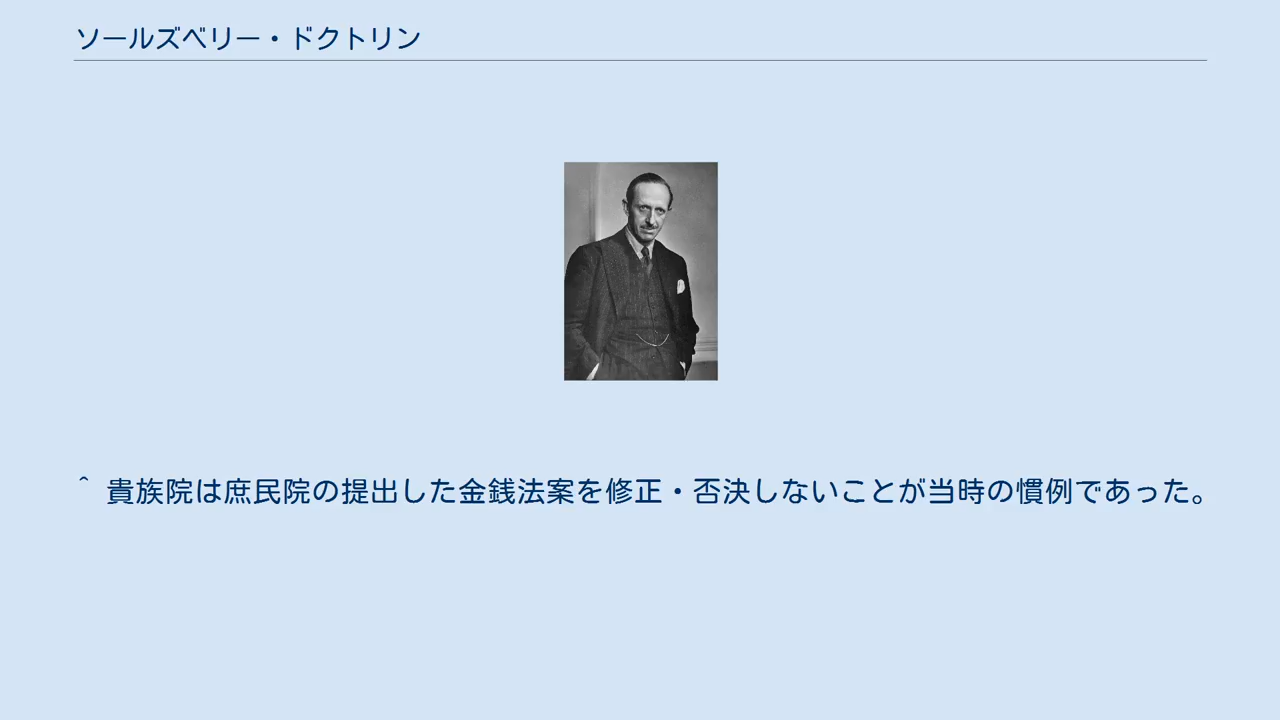 ソールズベリー・ドクトリン
^ 貴族院は庶民院の提出した金銭法案を修正・否決しないことが当時の慣例であった。